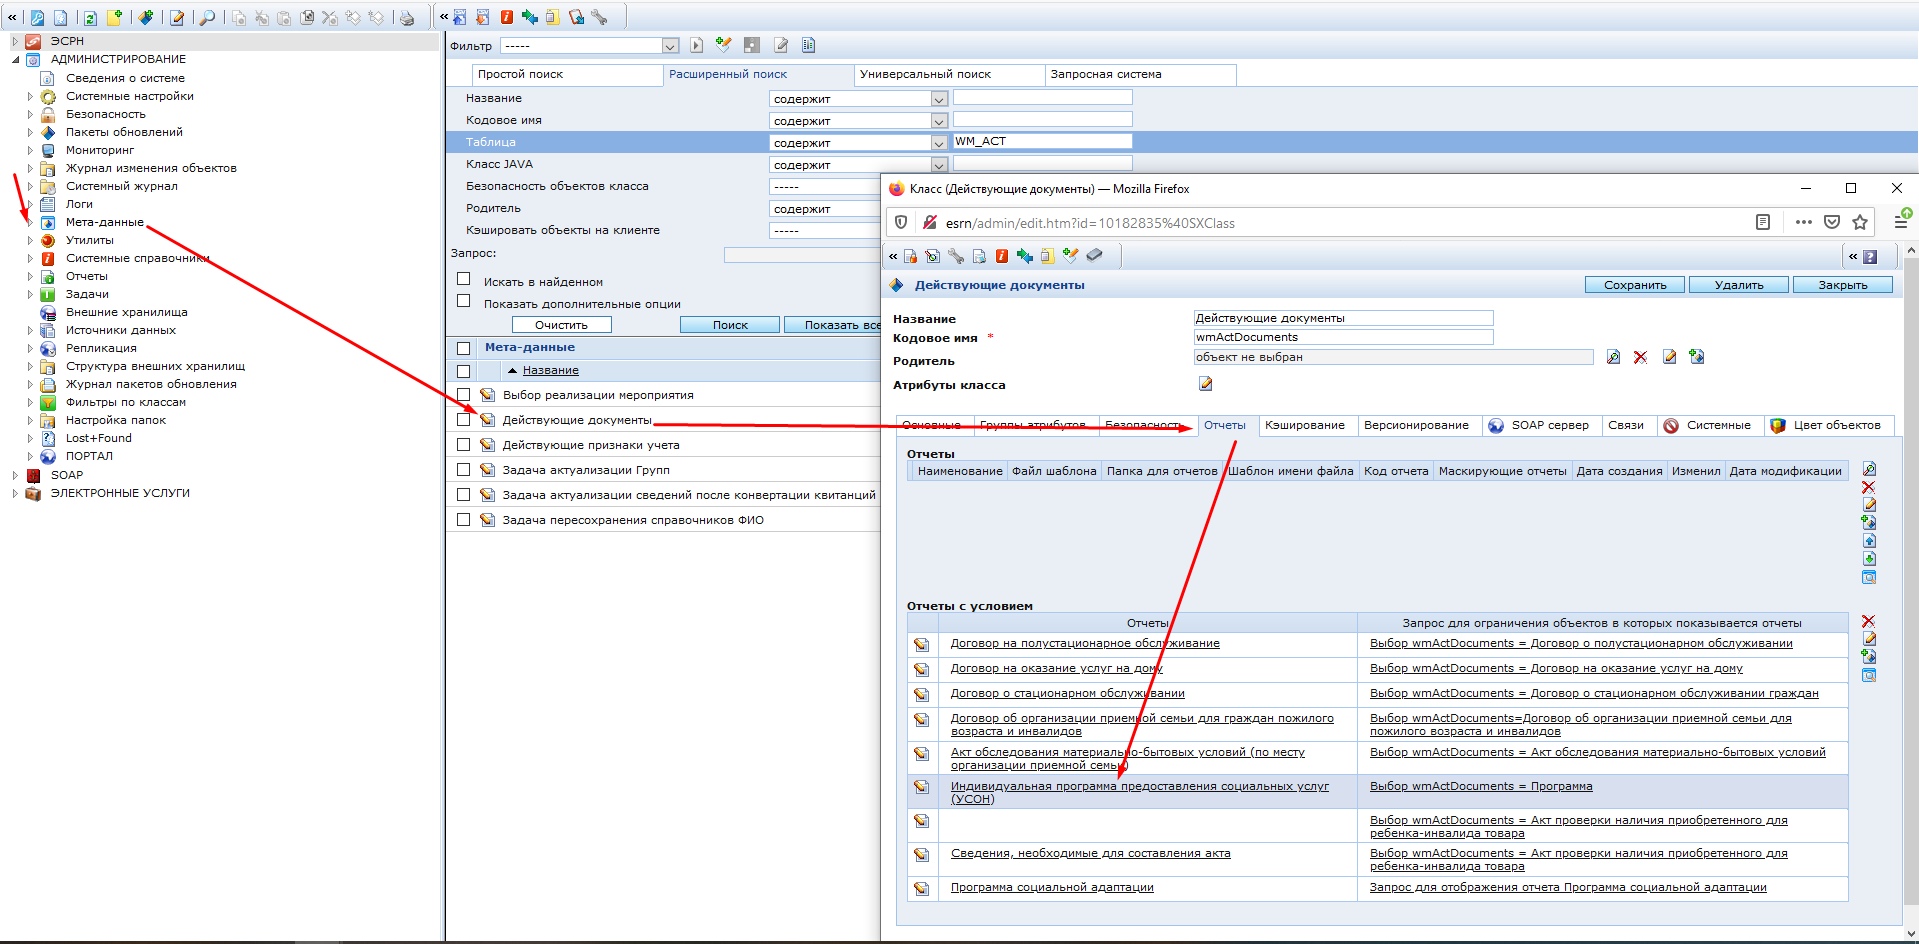 ЭСРН
АДМИНИСТРИРОВАНИЕ
Сведения о системе
Системные настройки
Безопасность
Пакеты обновлений
Мониторинг
Журнал изменения объектов
Системный журнал
Логи
Мета-данные
Утилиты
Системные справочники
Отчеты
Задачи
Внешние хранилища
Источники данных
Репликация
Структура внешних хранилищ
Журнал пакетов обновления
Фильтры по классам
Настройка папок
Lost+Found
ПОРТАЛ
SOAP
ЭЛЕКТРОННЫЕ УСЛУГИ
Фильтр -----
Простой поиск Расширенный поиск Универсальный поиск Запросная система
Название содержит
Кодовое имя содержит
Таблица содержит WM_ACT
Класс JAVA содержит
Безопасность объектов класса -----
Родитель содержит
Кэшировать объекты на клиенте -----
Запрос:
Искать в найденном
Показать дополнительные опции
Очистить Поиск Показать все
Мета-данные
Название
Выбор реализации мероприятия
Действующие документы
Действующие признаки учета
Задача актуализации Групп
Задача актуализации сведений после конвертации квитанций
Задача пересохранения справочников ФИО
Класс (Действующие документы) — Mozilla Firefox
esrn/admin/edit.htm?id=10182835%40SXClass
Действующие документы Сохранить Удалить Закрыть
Название Действующие документы
Кодовое имя * wmActDocuments
Родитель объект не выбран
Атрибуты класса
Основные Группы атрибутов Безопасность Отчеты Кэширование Версионирование SOAP сервер Связи Системные Цвет объектов
Отчеты
Наименование Файл шаблона Папка для отчетов Шаблон имени файла Код отчета Маскирующие отчеты Дата создания Изменил Дата модификации
Отчеты с условием
Отчеты Запрос для ограничения объектов в которых показывается отчеты
Договор на полустационарное обслуживание Выбор wmActDocuments = Договор о полустационарном обслуживании
Договор на оказание услуг на дому Выбор wmActDocuments = Договор на оказание услуг на дому
Договор о стационарном обслуживании Выбор wmActDocuments = Договор о стационарном обслуживании граждан
Договор об организации приемной семьи для граждан пожилого Выбор wmActDocuments=Договор об организации приемной семьи для
возраста и инвалидов пожилого возраста и инвалидов
Акт обследования материально-бытовых условий (по месту Выбор wmActDocuments = Акт обследования материально-бытовых условий
организации приемной семьи)
Индивидуальная программа предоставления социальных услуг Выбор wmActDocuments = Программа
(УСОН)
Выбор wmActDocuments = Акт проверки наличия приобретенного для
ребенка-инвалида товара
Сведения, необходимые для составления акта Выбор wmActDocuments = Акт проверки наличия приобретенного для
ребенка-инвалида товара
Программа социальной адаптации Запрос для отображения отчета Программа социальной адаптации